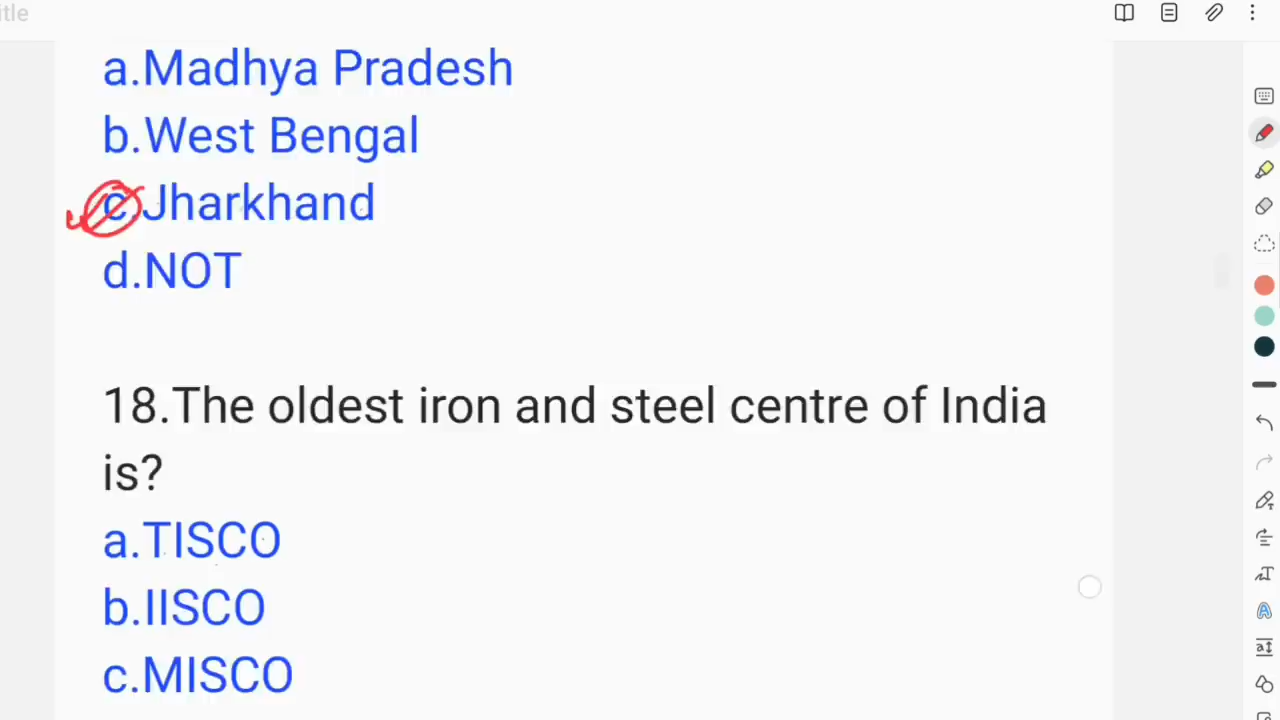 itle
a.Madhya Pradesh
b.West Bengal
c.Jharkhand
d.NOT
18.The oldest iron and steel centre of India
is?
a.TISCO
b.IISCO
c.MISCO